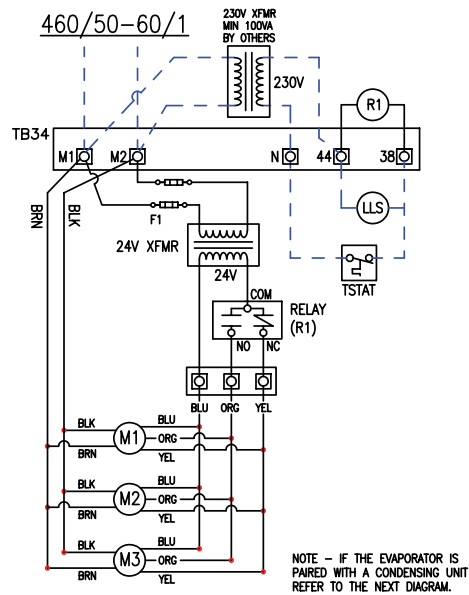 460/50-60/1
230V XFMR
MIN 100VA
BY OTHERS
230V
R1
TB34
M1
M2
N
44
38
BRN
BLK
F1
LLS
24V XFMR
24V
TSTAT
COM
RELAY
(R1)
NO
NC
BLU
ORG
YEL
BLK
BRN
M1
BLU
ORG
YEL
BLK
BRN
M2
BLU
ORG
YEL
BLK
BRN
M3
BLU
ORG
YEL
NOTE – IF THE EVAPORATOR IS
PAIRED WITH A CONDENSING UNIT
REFER TO THE NEXT DIAGRAM.